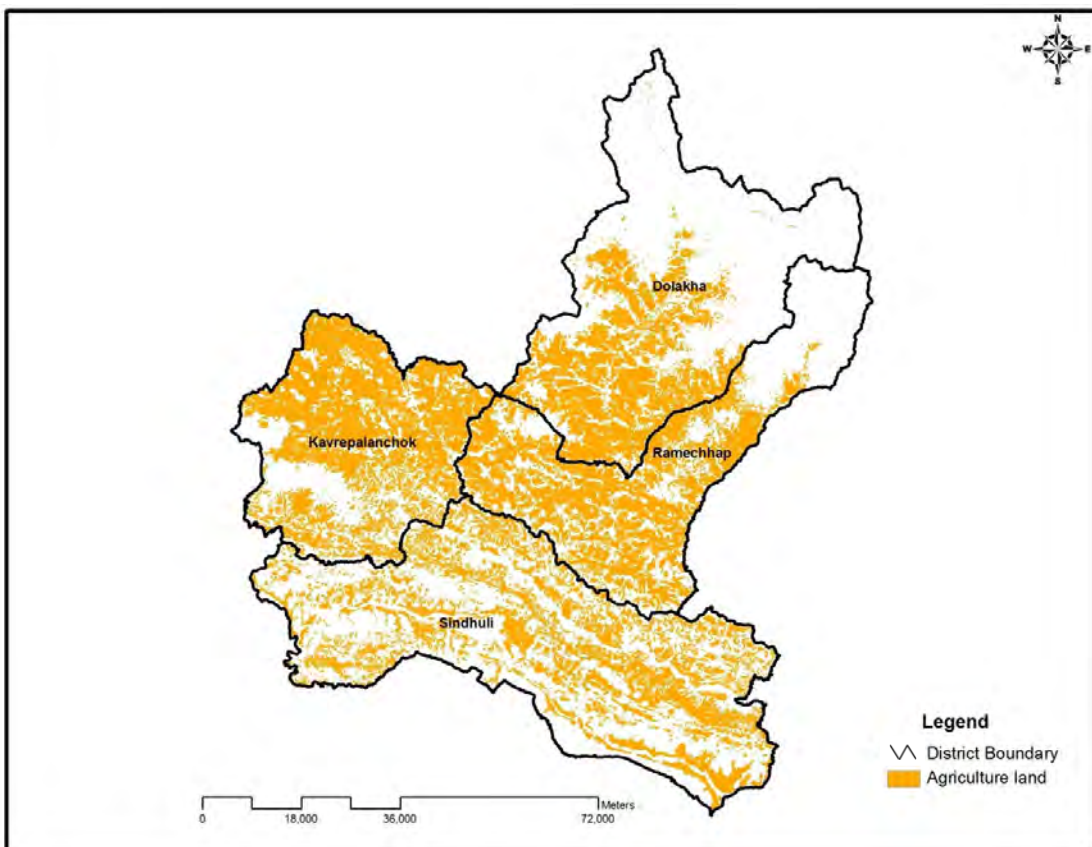 N
W E
S
Dolakha
Kavrepalanchok
Ramechhap
Sindhuli
Legend
District Boundary
Agriculture land
Meters
0 18,000 36,000 72,000